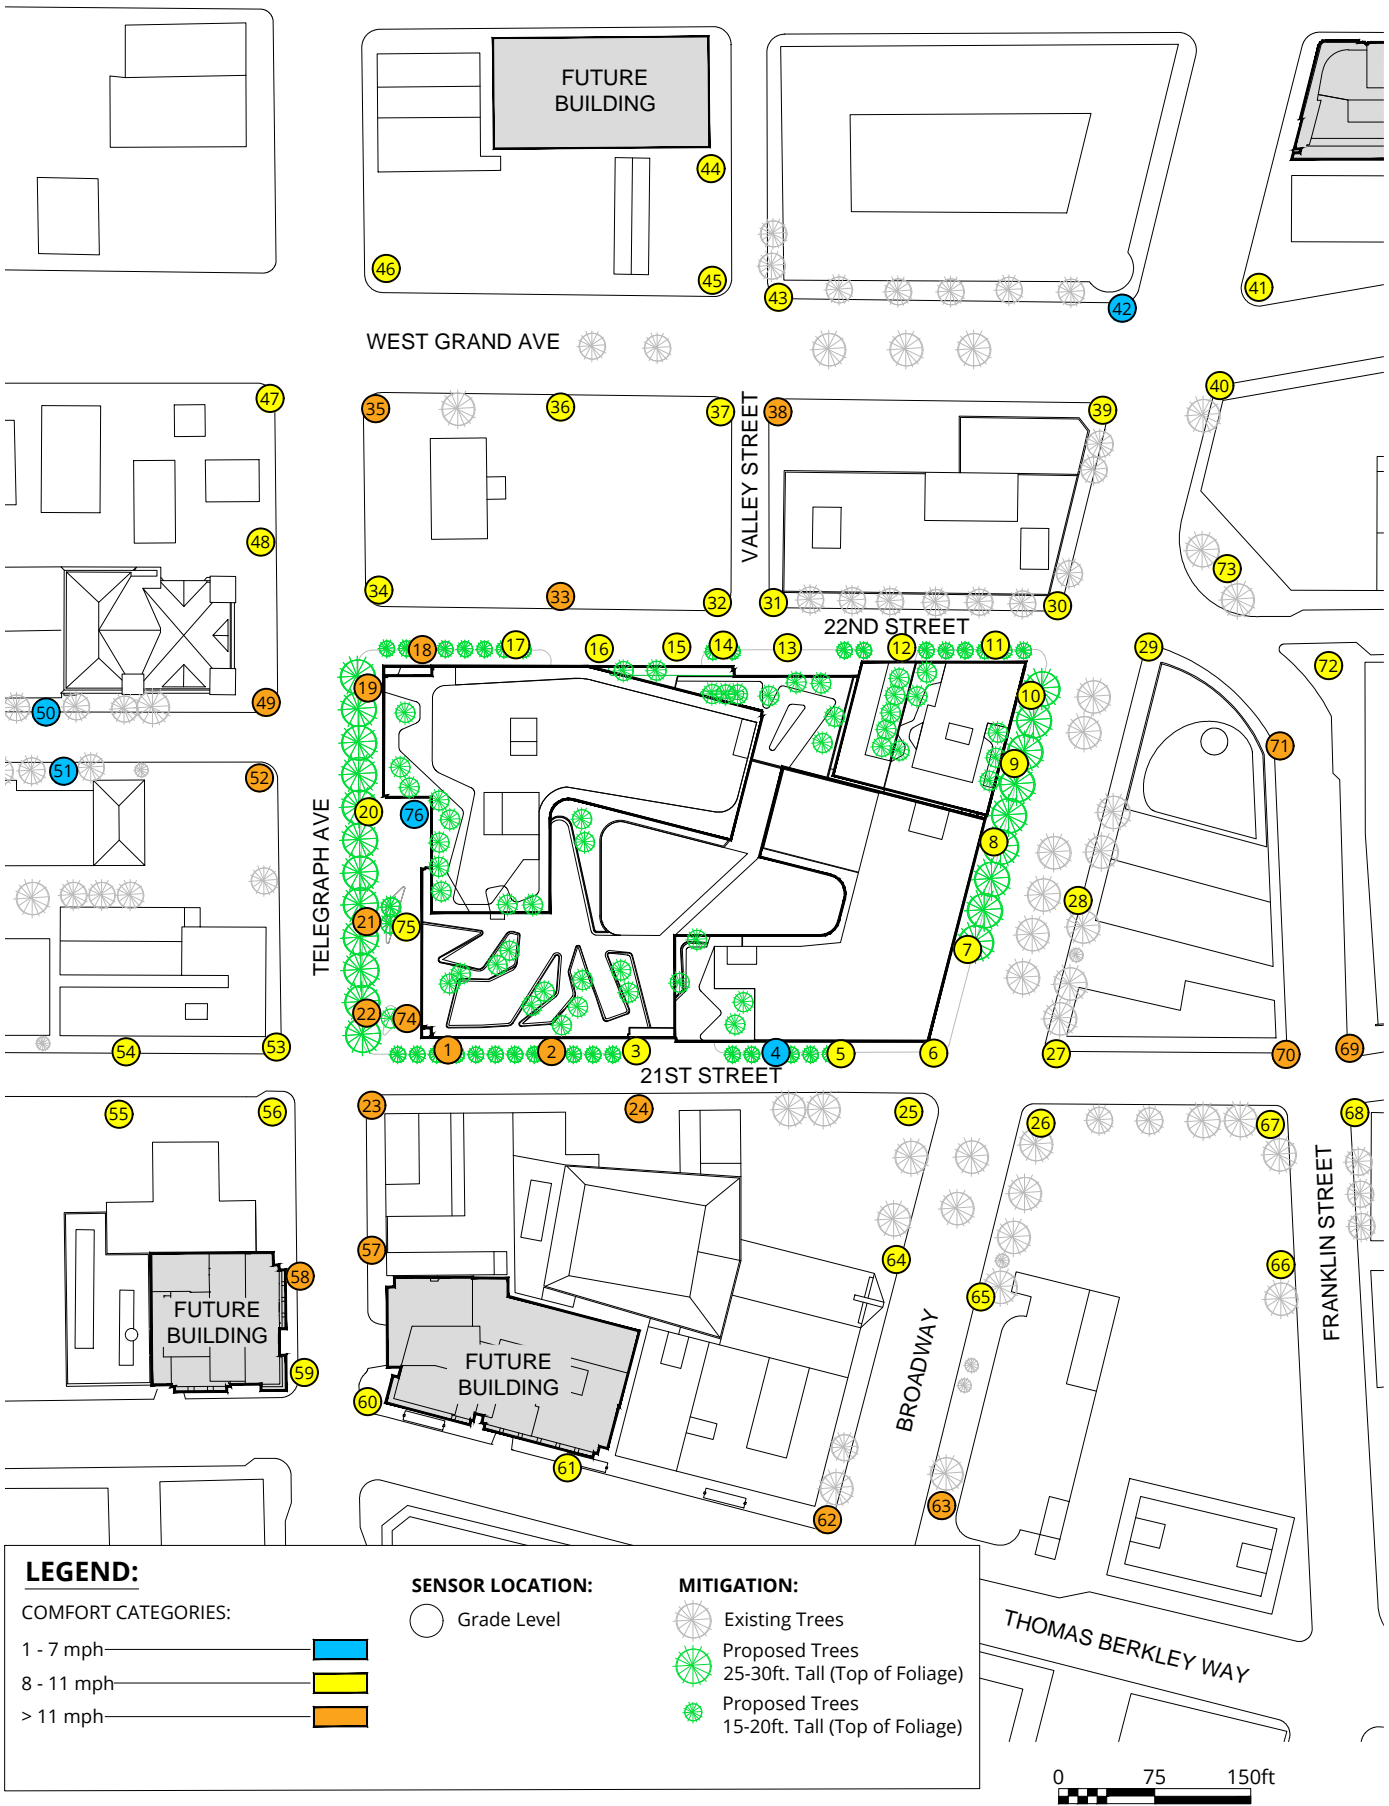 FUTURE
BUILDING
44
46
45
43
42
41
WEST GRAND AVE
47
35
36
37
38
39
40
VALLEY STREET
48
34
33
32
31
30
73
22ND STREET
18
17
16
15
14
13
12
11
29
72
19
10
49
50
71
51
52
9
20
76
8
TELEGRAPH AVE
21
75
28
7
22
74
54
53
1
2
3
4
5
6
27
70
69
21ST STREET
55
56
23
24
25
26
67
68
57
58
64
66
65
FRANKLIN STREET
FUTURE
BUILDING
59
FUTURE
BUILDING
60
BROADWAY
61
62
63
THOMAS BERKLEY WAY
LEGEND:
COMFORT CATEGORIES:
1 - 7 mph
8 - 11 mph
> 11 mph
SENSOR LOCATION:
Grade Level
MITIGATION:
Existing Trees
Proposed Trees
25-30ft. Tall (Top of Foliage)
Proposed Trees
15-20ft. Tall (Top of Foliage)
0 75 150ft